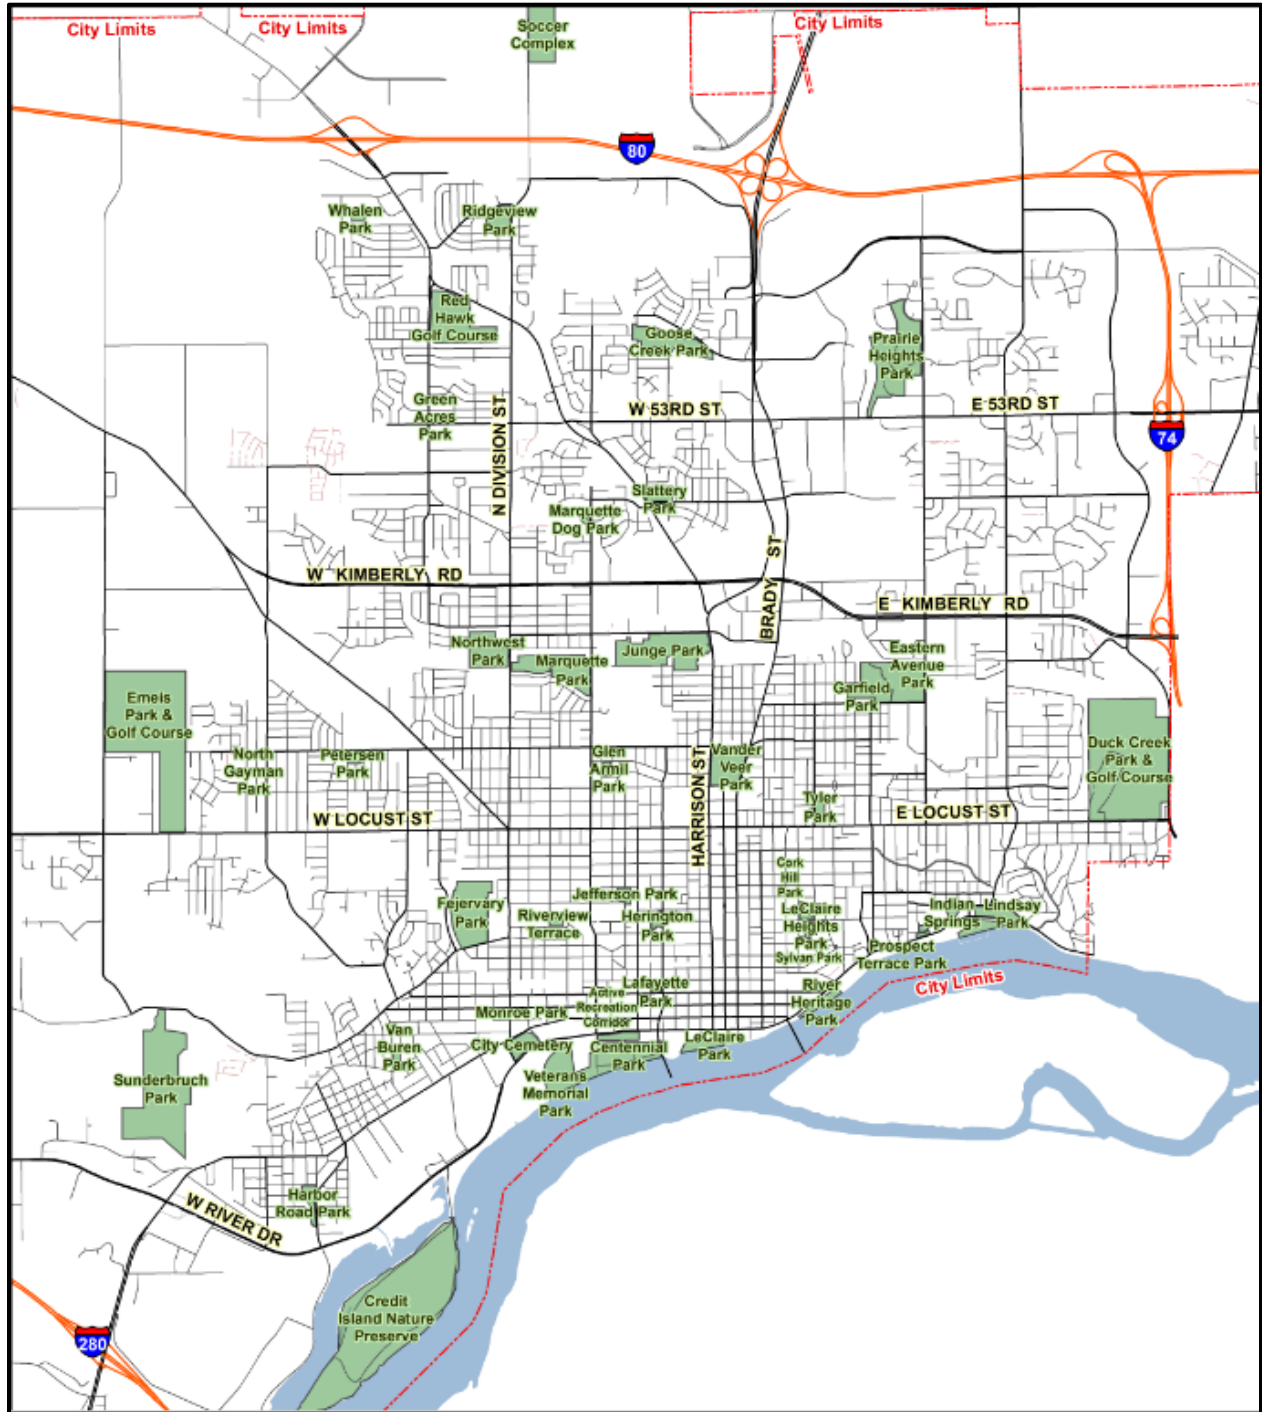 City Limits
City Limits
Soccer
Complex
City Limits
80
Whalen
Park
Ridgeview
Park
Red
Hawk
Golf Course
Goose
Creek Park
Prairie
Heights
Park
Green
Acres
Park
N DIVISION ST
W 53RD ST
E 53RD ST
74
Slattery
Park
Marquette
Dog Park
W KIMBERLY RD
BRADY ST
E KIMBERLY RD
Northwest
Park
Marquette
Park
Junge Park
Eastern
Avenue
Park
Garfield
Park
Emeis
Park &
Golf Course
North
Gayman
Park
Petersen
Park
Glen
Armil
Park
HARRISON ST
Vander
Veer
Park
Duck Creek
Park &
Golf Course
Tyler
Park
W LOCUST ST
E LOCUST ST
Cork
Hill
Park
Fejervary
Park
Jefferson Park
Riverview
Terrace
Herington
Park
LeClaire
Heights
Park
Sylvan Park
Indian
Springs
Lindsay
Park
Prospect
Terrace Park
City Limits
Lafayette
Park
Active
Recreation
Corridor
River
Heritage
Park
Monroe Park
City Cemetery
Van
Buren
Park
Centennial
Park
LeClaire
Park
Veterans
Memorial
Park
Sunderbruch
Park
Harbor
Road Park
W RIVER DR
Credit
Island Nature
Preserve
280